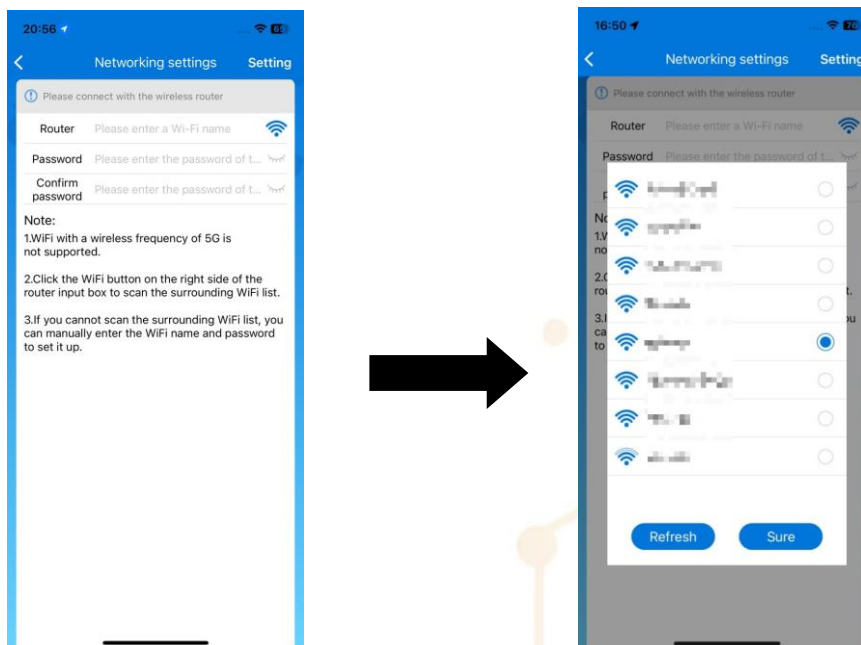 20:56
Networking settings Setting
Please connect with the wireless router
Router Please enter a Wi-Fi name
Password Please enter the password of t...
Confirm
password Please enter the password of t...
Note:
1.WiFi with a wireless frequency of 5G is
not supported.
2.Click the WiFi button on the right side of the
router input box to scan the surrounding WiFi list.
3.If you cannot scan the surrounding WiFi list, you
can manually enter the WiFi name and password
to set it up.
16:50
Networking settings Setting
Please connect with the wireless router
Router Please enter a Wi-Fi name
Password Please enter the password of t...
Refresh Sure